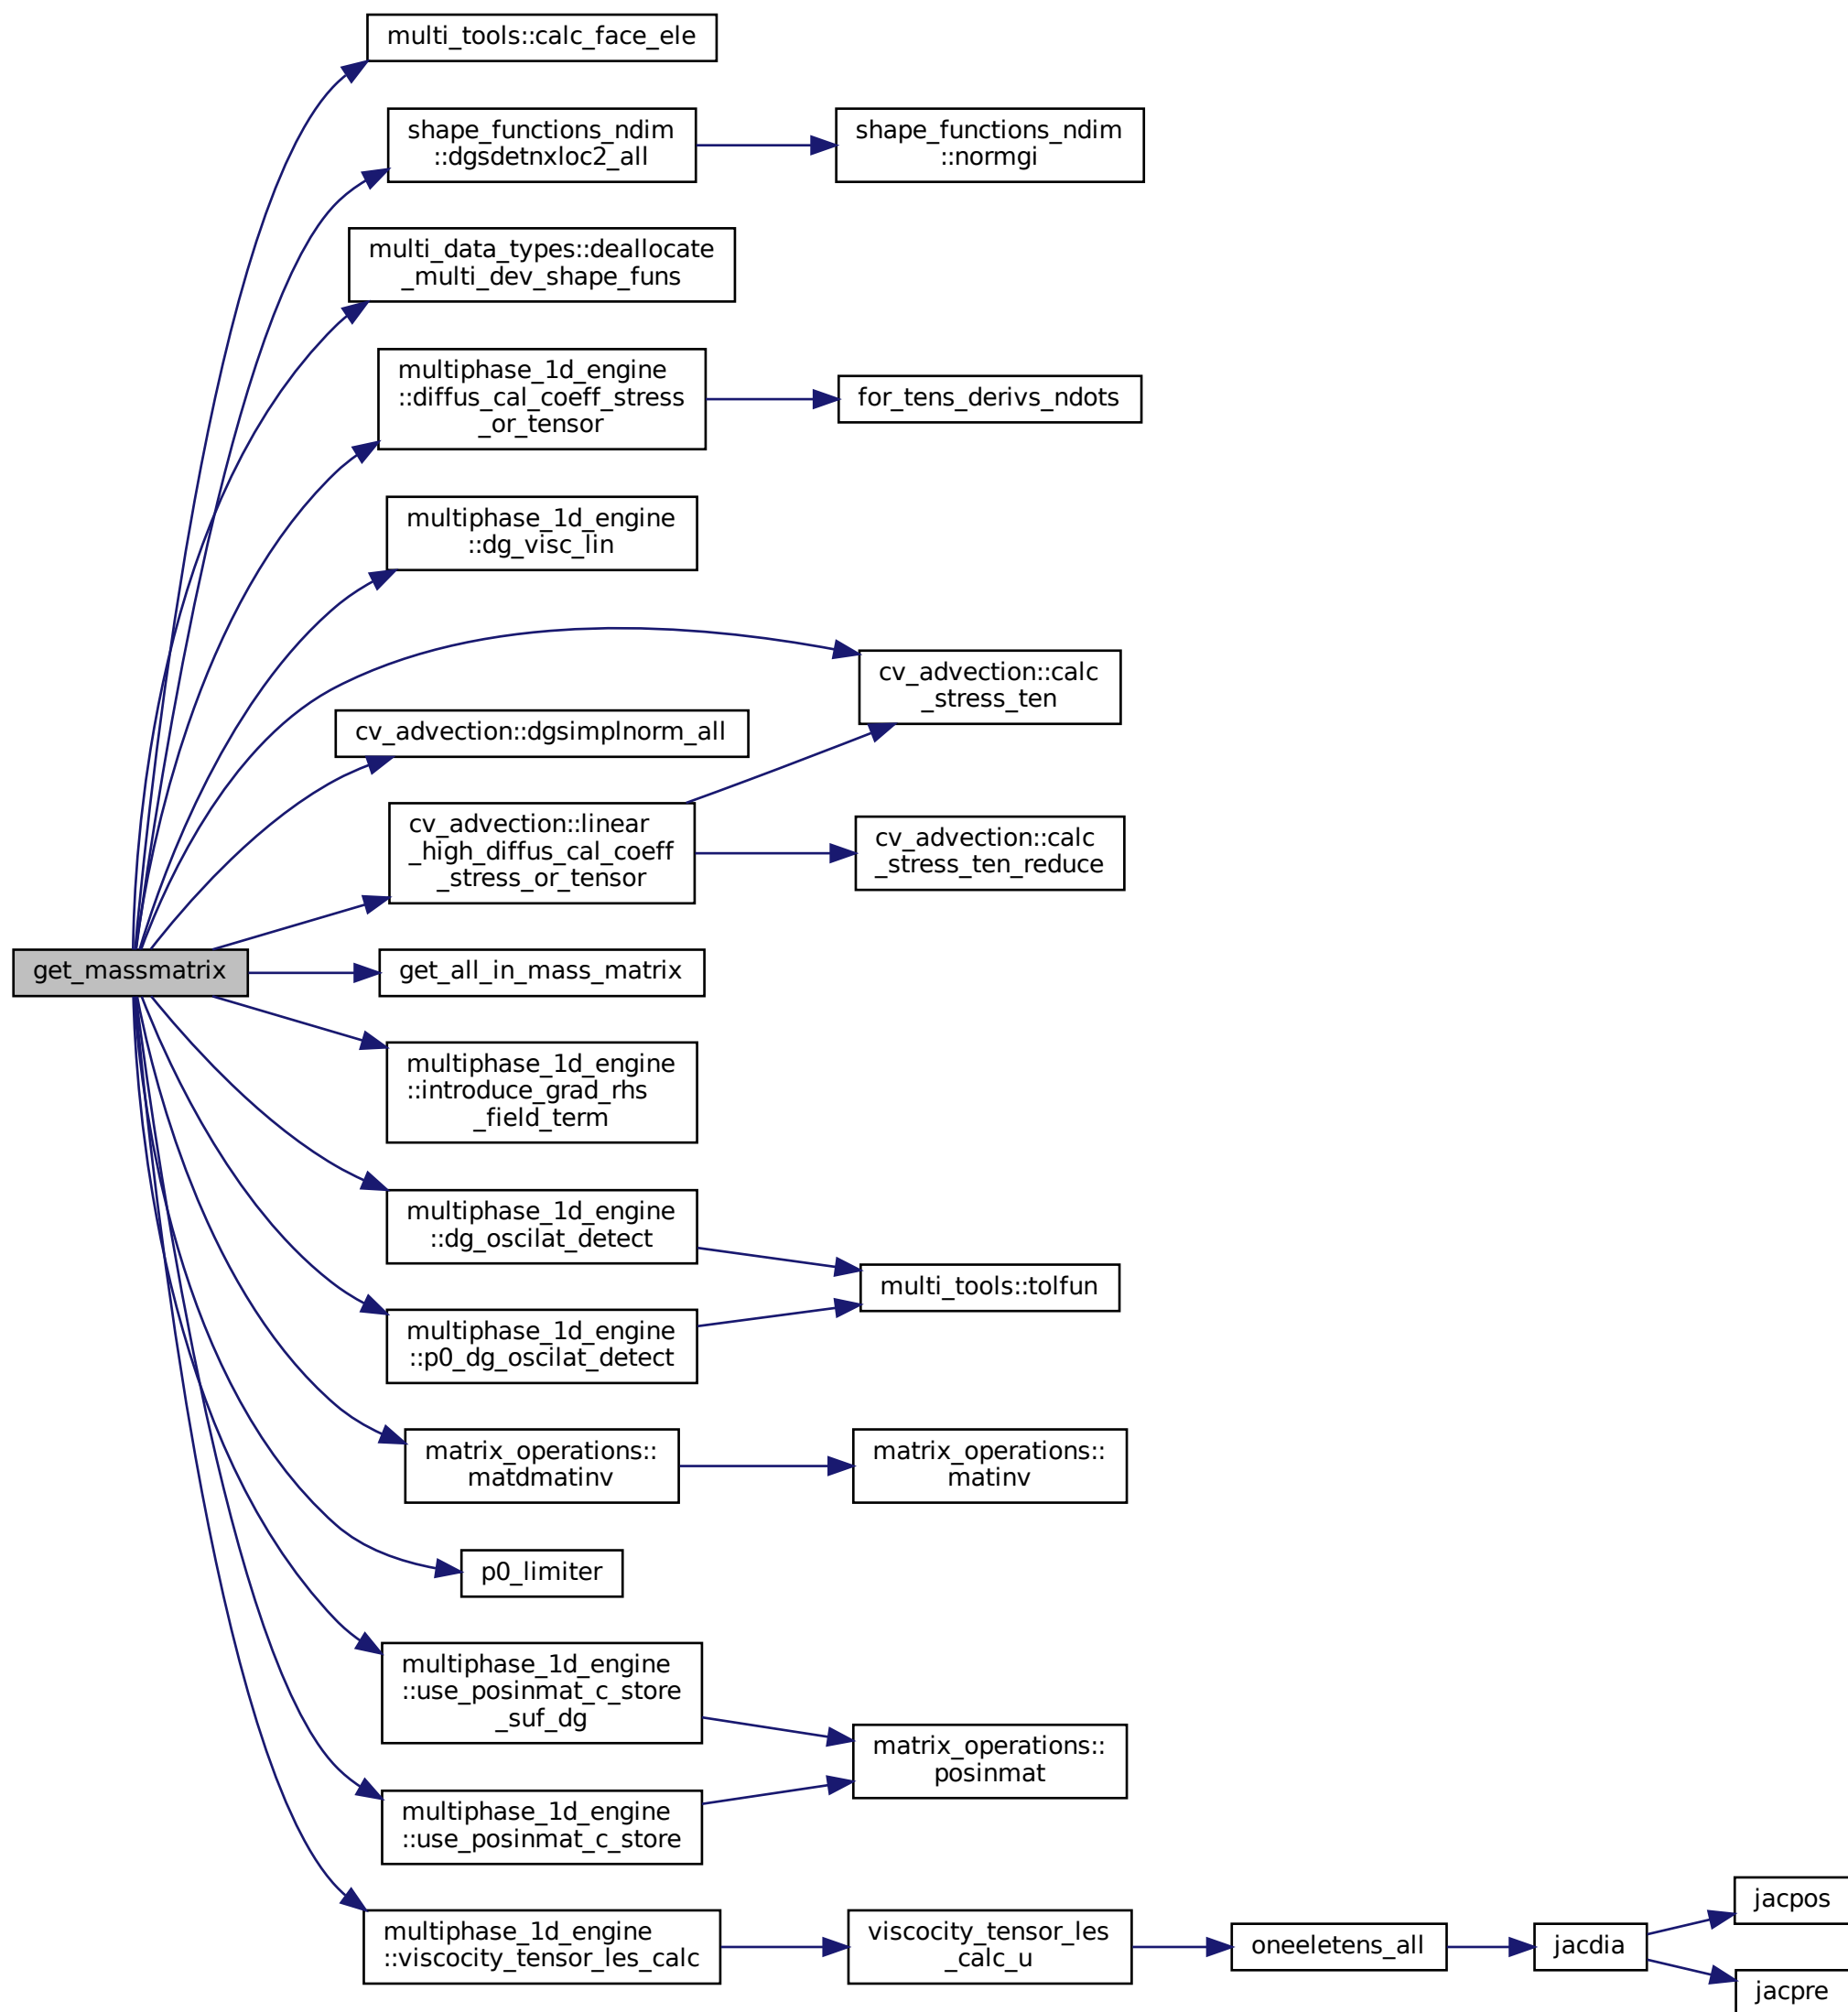 multi_tools::calc_face_ele
shape_functions_ndim
::dgsdetnxloc2_all
shape_functions_ndim
::normgi
multi_data_types::deallocate
_multi_dev_shape_funs
multiphase_1d_engine
::diffus_cal_coeff_stress
_or_tensor
for_tens_derivs_ndots
multiphase_1d_engine
::dg_visc_lin
cv_advection::calc
_stress_ten
cv_advection::dgsimplnorm_all
cv_advection::linear
_high_diffus_cal_coeff
_stress_or_tensor
cv_advection::calc
_stress_ten_reduce
get_massmatrix
get_all_in_mass_matrix
multiphase_1d_engine
::introduce_grad_rhs
_field_term
multiphase_1d_engine
::dg_oscilat_detect
multi_tools::tolfun
multiphase_1d_engine
::p0_dg_oscilat_detect
matrix_operations::
matdmatinv
matrix_operations::
matinv
p0_limiter
multiphase_1d_engine
::use_posinmat_c_store
_suf_dg
matrix_operations::
posinmat
multiphase_1d_engine
::use_posinmat_c_store
multiphase_1d_engine
::viscocity_tensor_les_calc
viscocity_tensor_les
_calc_u
oneeletens_all
jacdia
jacpos
jacpre